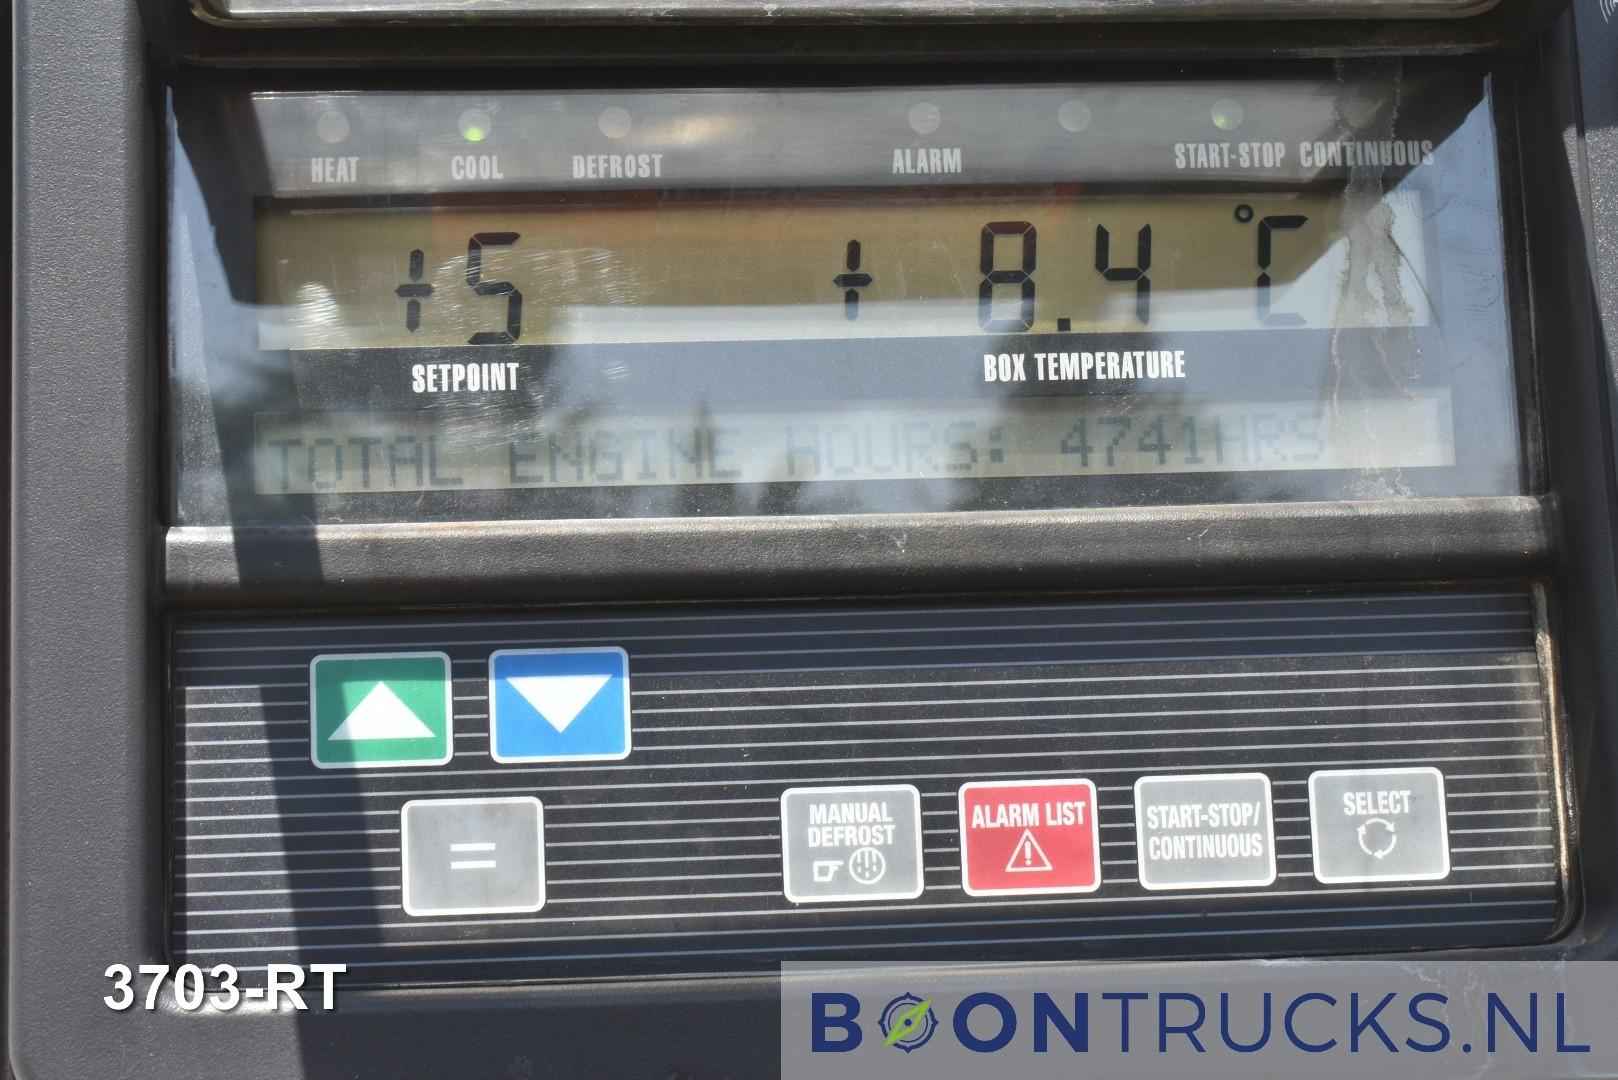 HEAT COOL DEFROST ALARM START-STOP CONTINUOUS
+5 + 8.4 °C
SETPOINT BOX TEMPERATURE
TOTAL ENGINE HOURS: 4741HRS
=
MANUAL
DEFROST
ALARM LIST
!
START-STOP/
CONTINUOUS
SELECT
3703-RT
BOONTRUCKS.NL